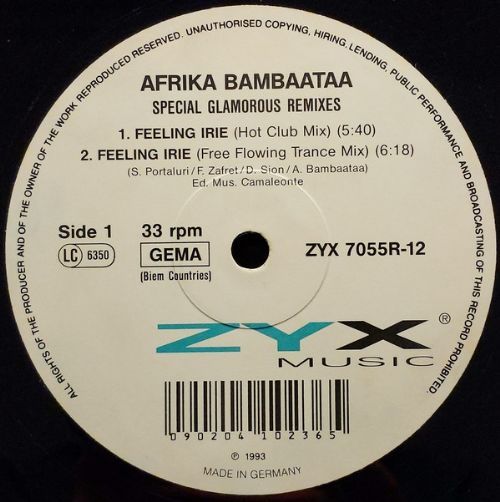 ALL RIGHTS OF THE PRODUCER AND OF THE OWNER OF THE WORK REPRODUCED RESERVED. UNAUTHORISED COPYING, HIRING, LENDING, PUBLIC PERFORMANCE AND BROADCASTING OF THIS RECORD PROHIBITED.
AFRIKA BAMBAATAA
SPECIAL GLAMOROUS REMIXES
1. FEELING IRIE (Hot Club Mix) (5:40)
2. FEELING IRIE (Free Flowing Trance Mix) (6:18)
(S. Portaluri/F. Zafret/D. Sion/A. Bambaataa)
Ed. Mus. Camaleonte
Side 1 33 rpm
LC 6350 GEMA ZYX 7055R-12
(Biem Countries)
ZYX ®
MUSIC
090204 102365
℗ 1993
MADE IN GERMANY